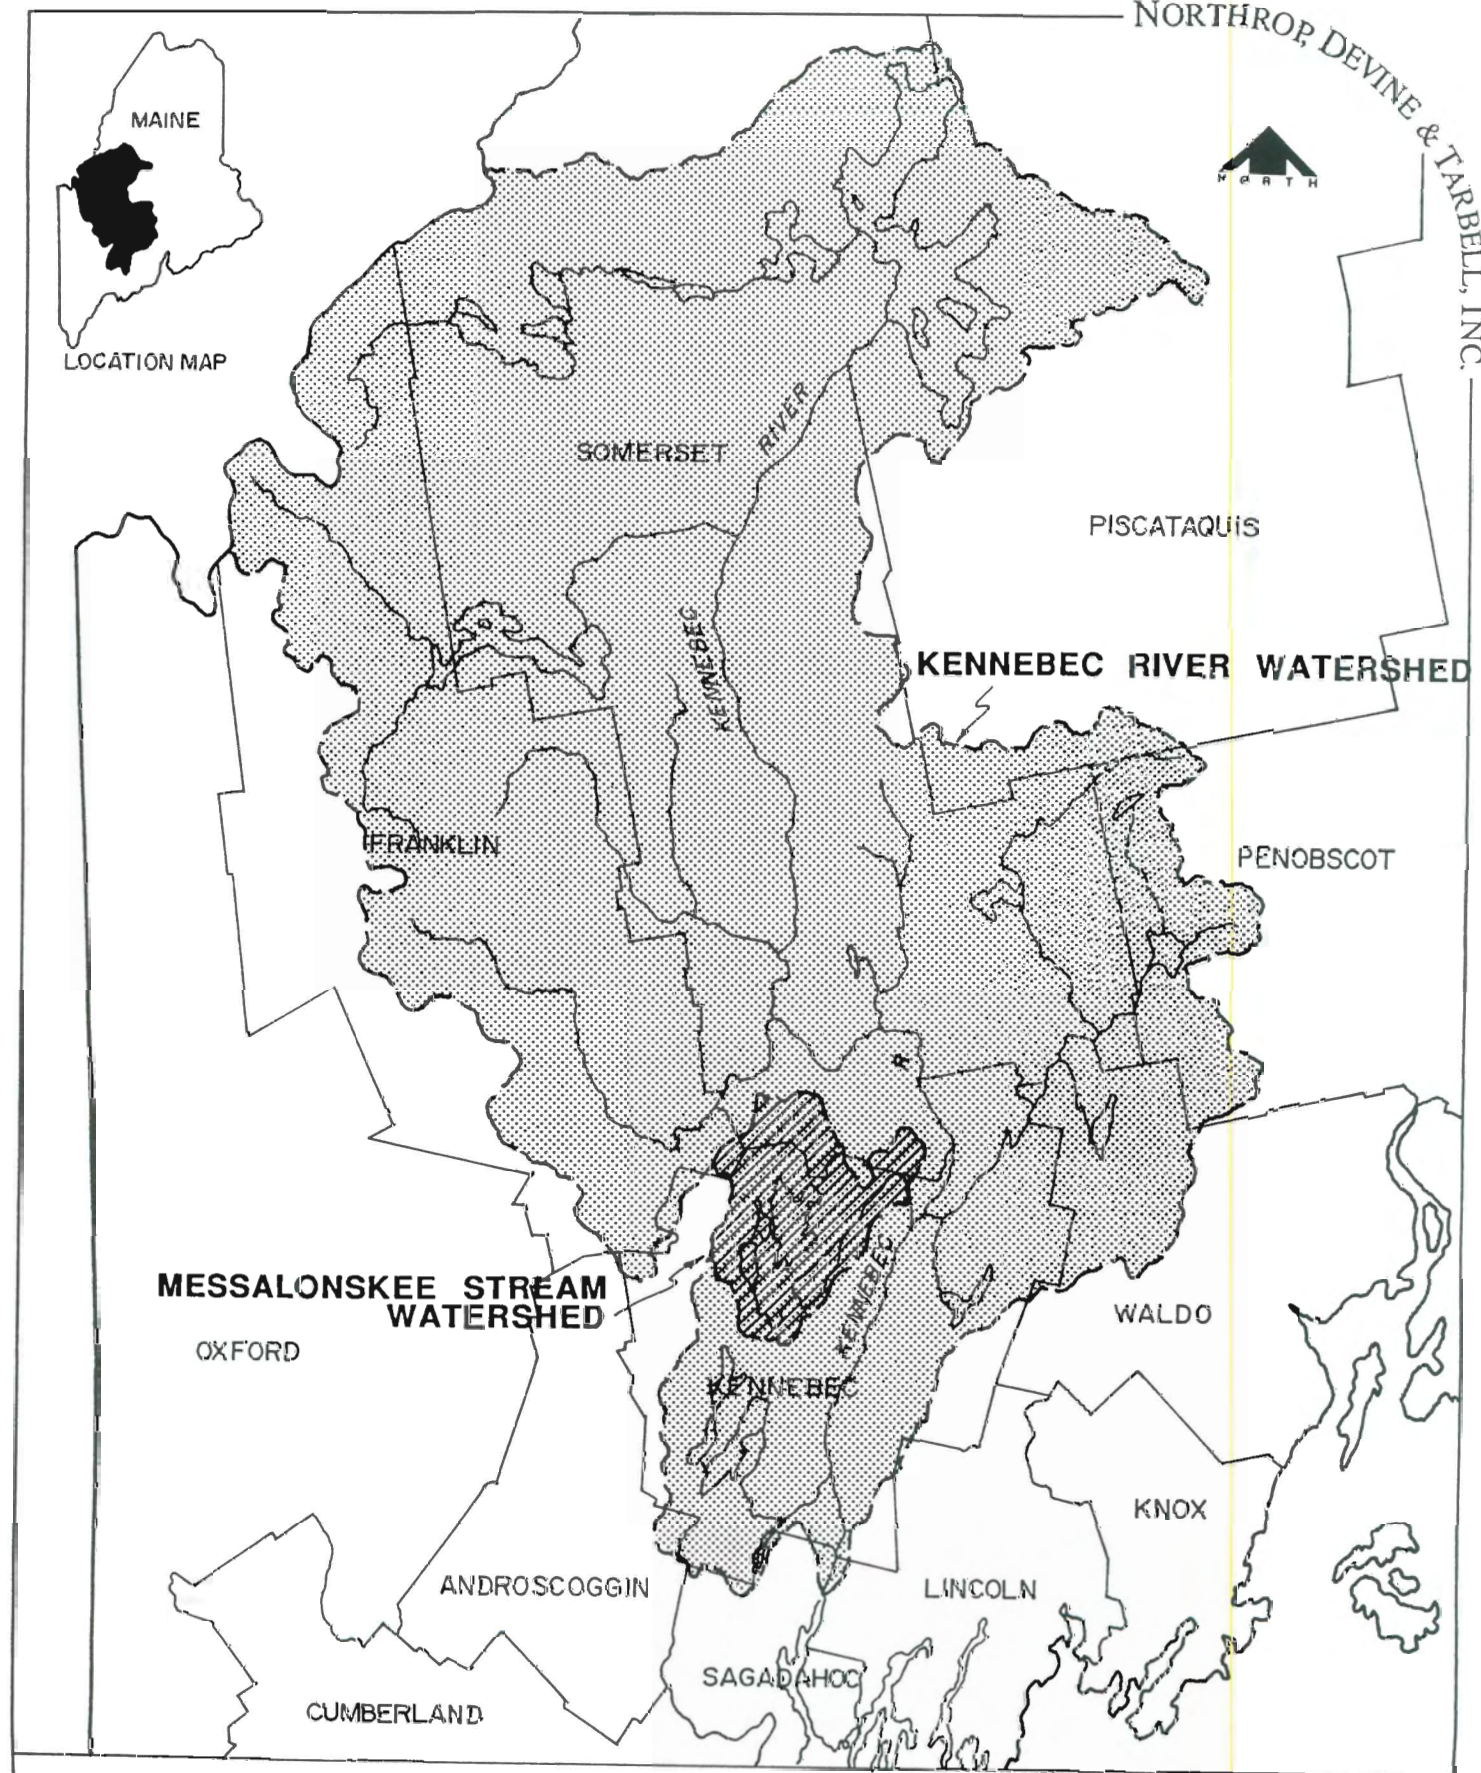 NORTHROP, DEVINE & TARBELL, INC.
MAINE
NORTH
LOCATION MAP
RIVER
SOMERSET
PISCATAQUIS
KENNEBEC
KENNEBEC RIVER WATERSHED
FRANKLIN
PENOBSCOT
MESSALONSKEE STREAM
WATERSHED
KENNEBEC
WALDO
OXFORD
KENNEBEC
KNOX
ANDROSCOGGIN
LINCOLN
SAGADAHOC
CUMBERLAND